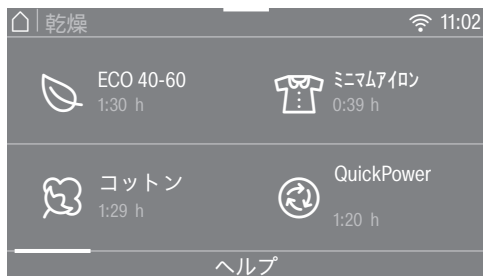 乾燥 11:02
ECO 40-60
1:30 h
ミニマムアイロン
0:39 h
コットン
1:29 h
QuickPower
1:20 h
ヘルプ